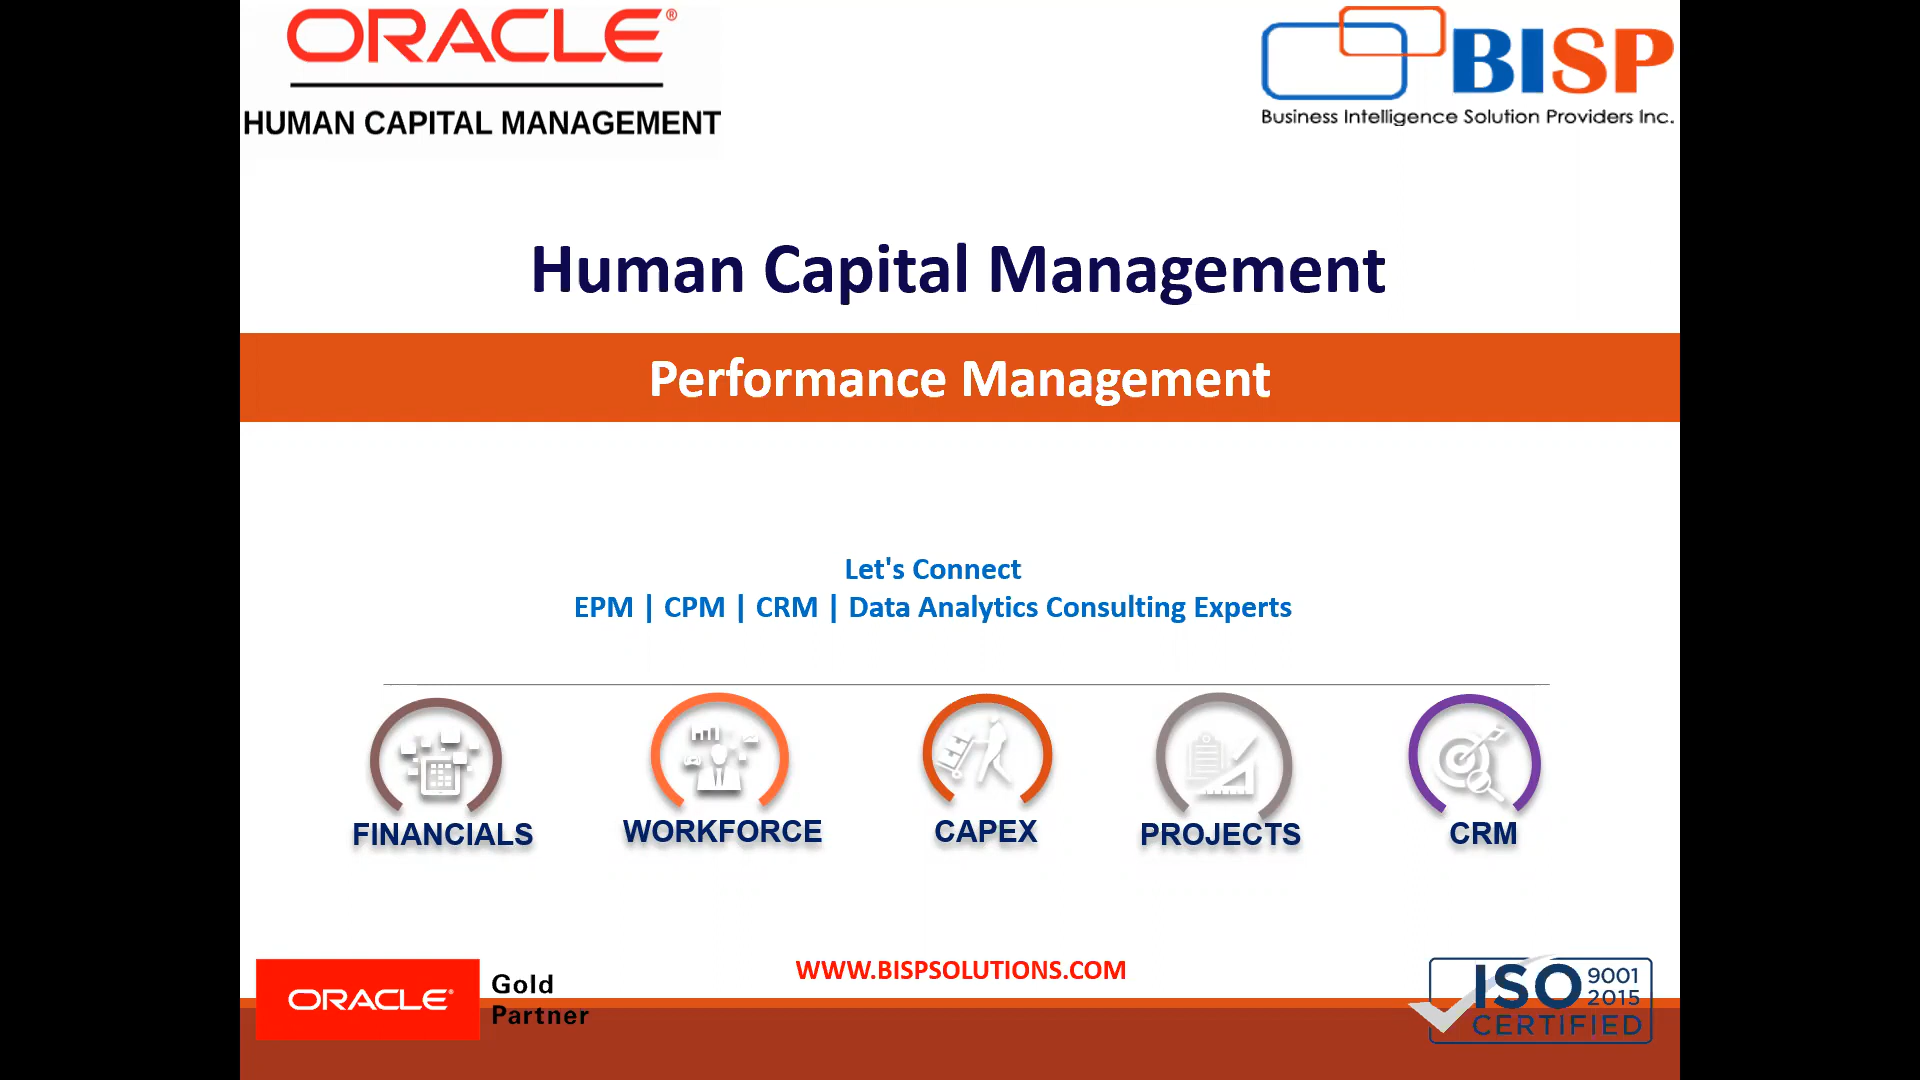 ORACLE®
HUMAN CAPITAL MANAGEMENT
BISP
Business Intelligence Solution Providers Inc.
Human Capital Management
Performance Management
Let's Connect
EPM | CPM | CRM | Data Analytics Consulting Experts
FINANCIALS
WORKFORCE
CAPEX
PROJECTS
CRM
ORACLE®
Gold
Partner
WWW.BISPSOLUTIONS.COM
ISO 9001
2015
CERTIFIED